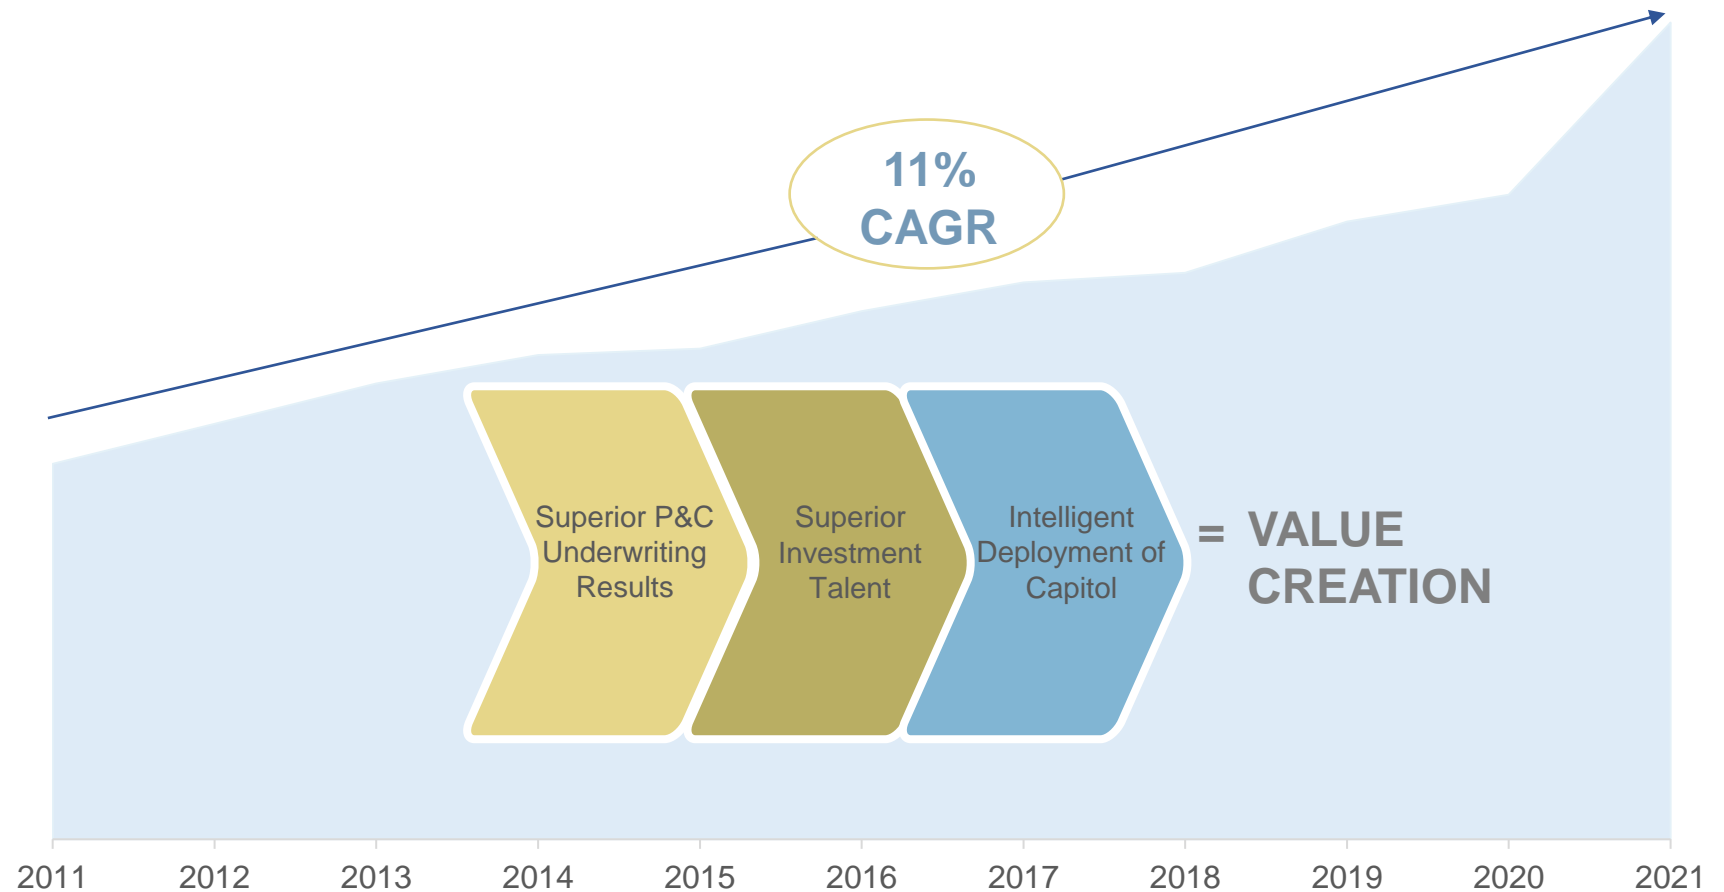 11%
CAGR
Superior P&C
Underwriting
Results
Superior
Investment
Talent
Intelligent
Deployment of
Capitol
= VALUE
CREATION
2011 2012 2013 2014 2015 2016 2017 2018 2019 2020 2021